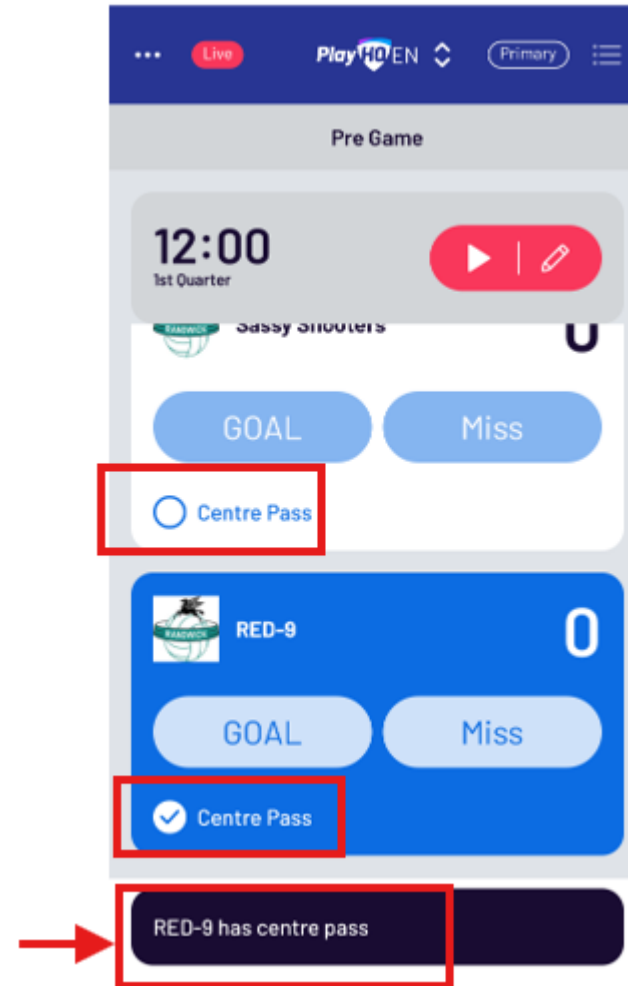 Live PlayHQ EN Primary
Pre Game
12:00
1st Quarter
Sassy Shooters 0
GOAL Miss
Centre Pass
RANDWICK RED-9 0
GOAL Miss
Centre Pass
RED-9 has centre pass